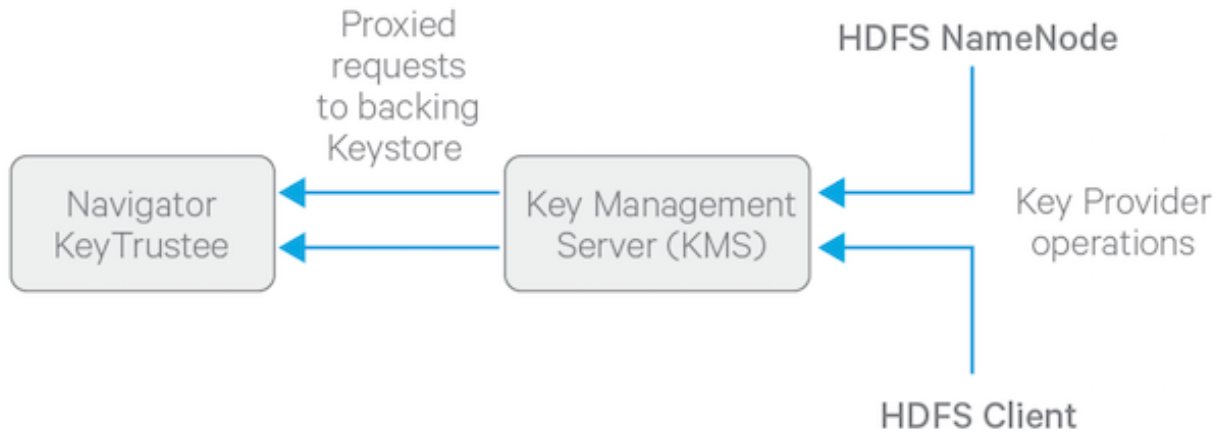 Proxied
requests
to backing
Keystore
HDFS NameNode
Navigator
KeyTrustee
Key Management
Server (KMS)
Key Provider
operations
HDFS Client